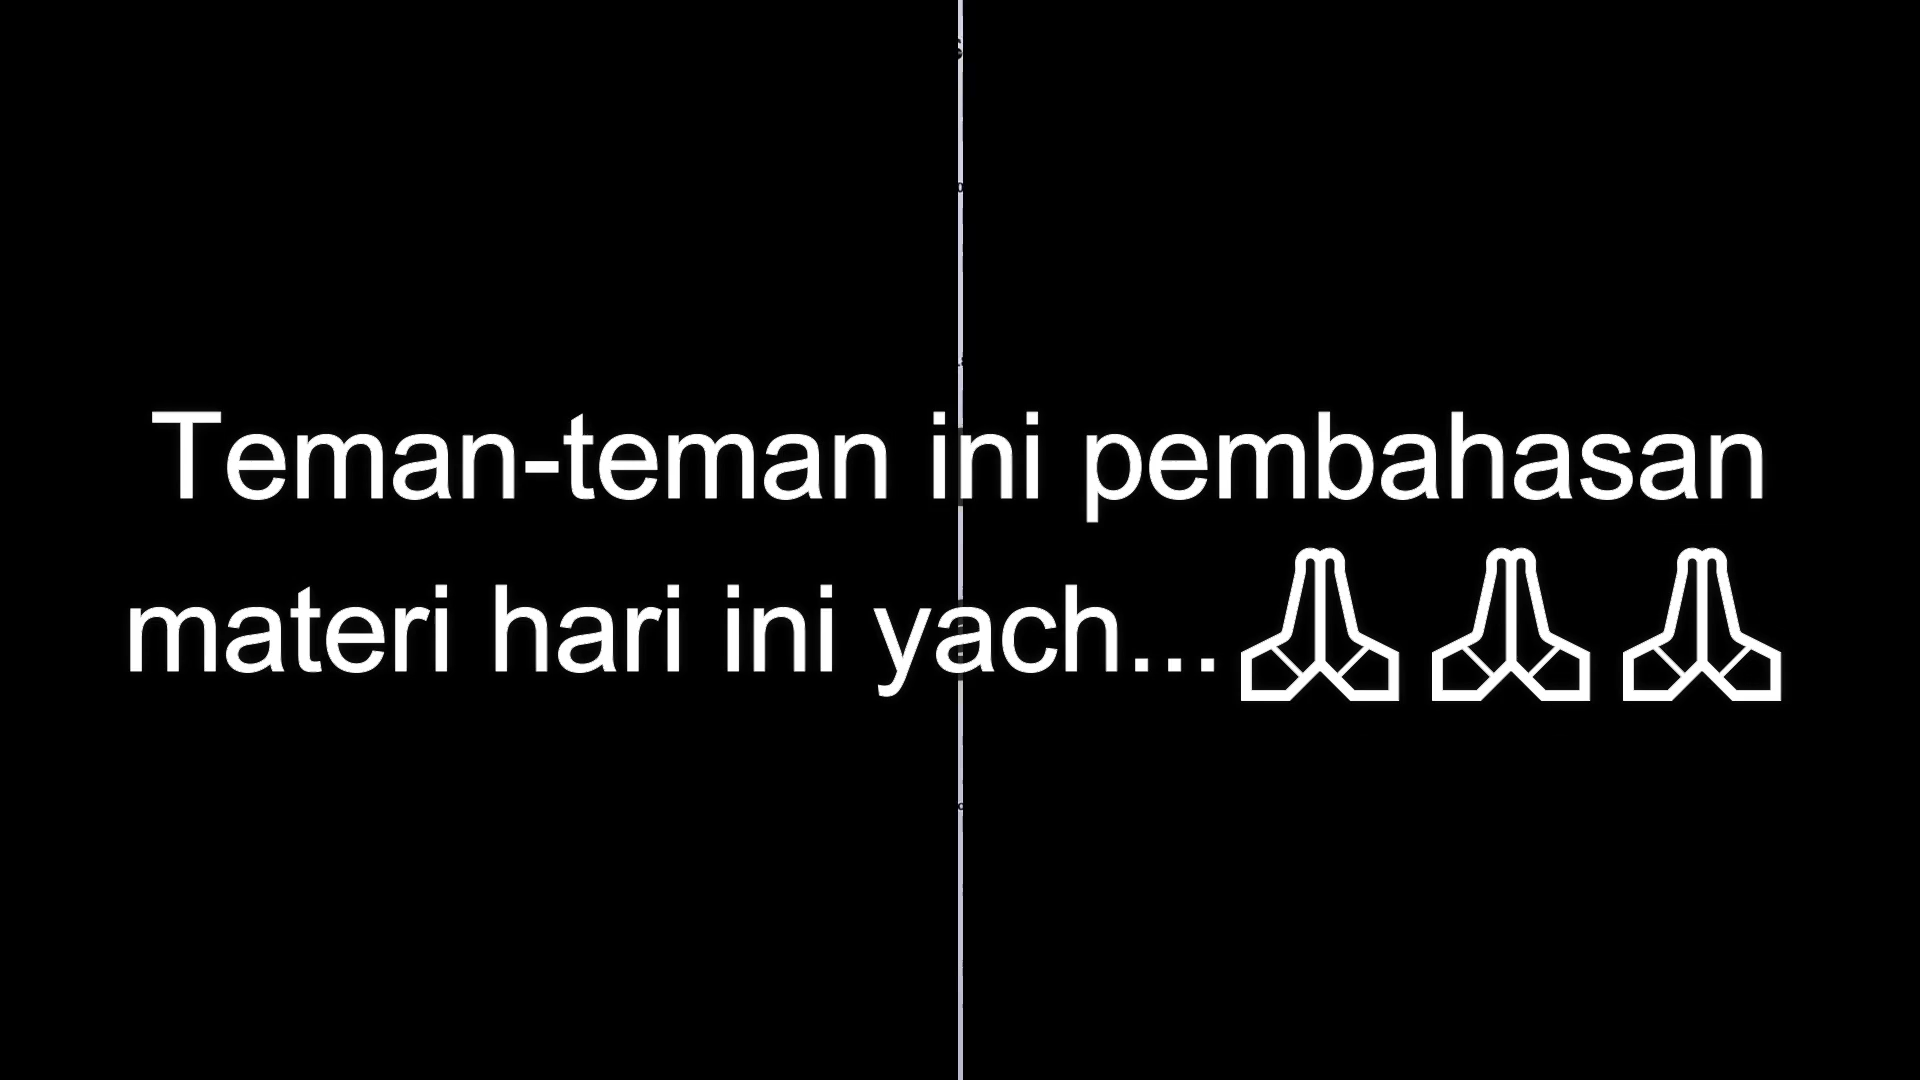 Teman-teman ini pembahasan
materi hari ini yach...🙏🙏🙏